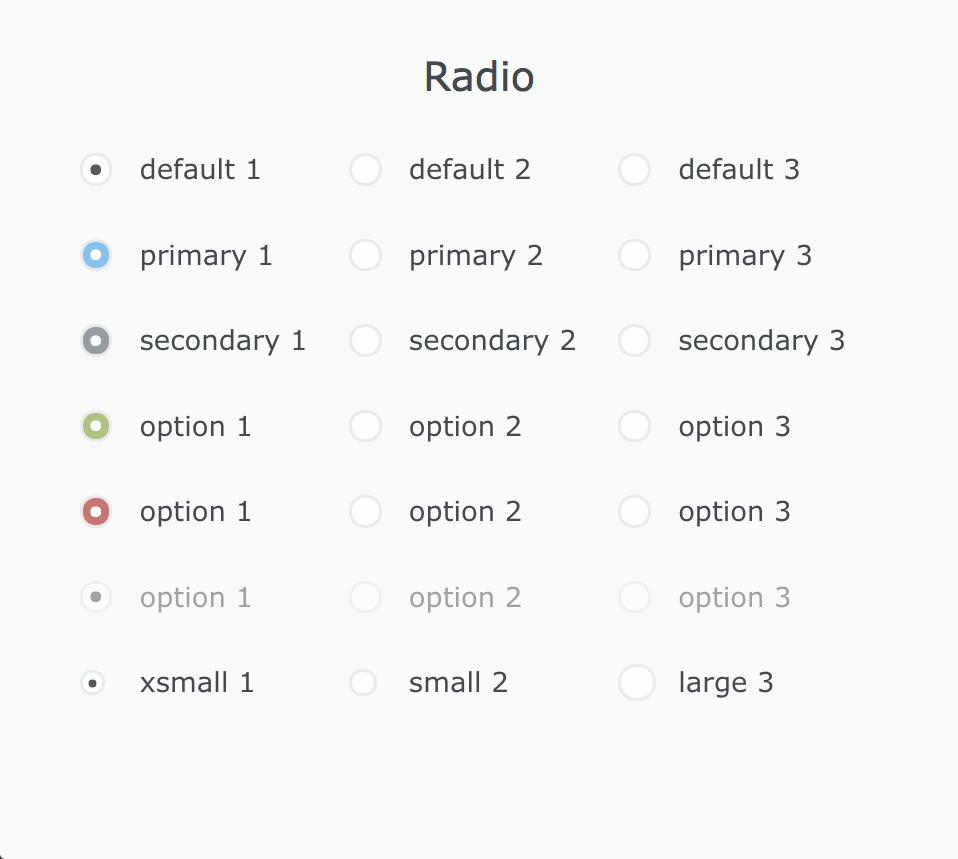 Radio
default 1 default 2 default 3
primary 1 primary 2 primary 3
secondary 1 secondary 2 secondary 3
option 1 option 2 option 3
option 1 option 2 option 3
option 1 option 2 option 3
xsmall 1 small 2 large 3